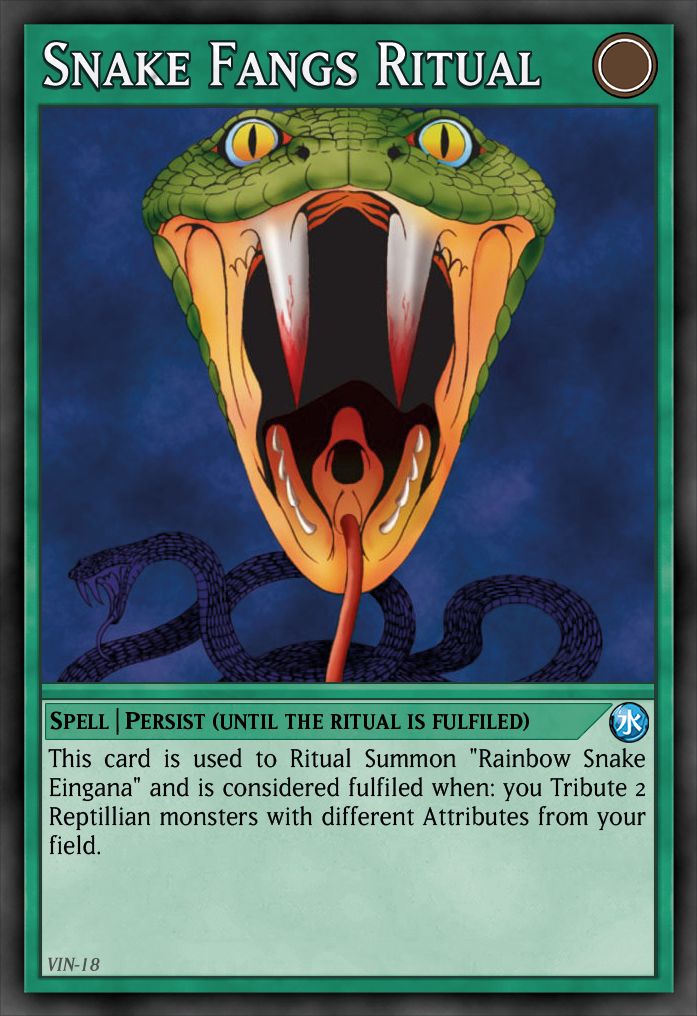 Snake Fangs Ritual
Spell | Persist (until the ritual is fulfiled)
水
This card is used to Ritual Summon "Rainbow Snake
Eingana" and is considered fulfiled when: you Tribute 2
Reptillian monsters with different Attributes from your
field.
VIN-18